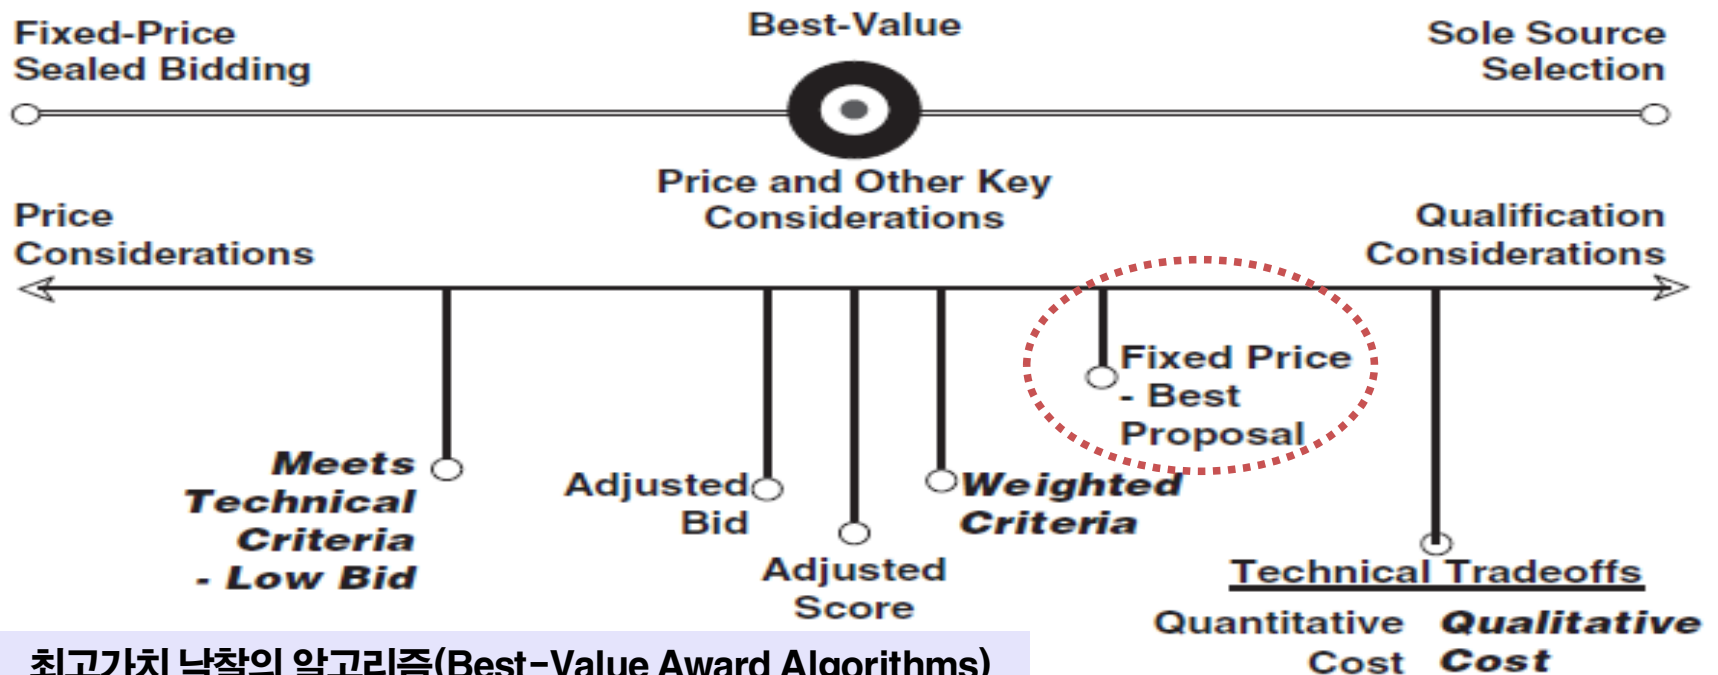 Fixed-Price
Sealed Bidding
Best-Value
Sole Source
Selection
Price and Other Key
Considerations
Price
Considerations
Qualification
Considerations
Fixed Price
- Best
Proposal
Meets
Technical
Criteria
- Low Bid
Adjusted
Bid
Adjusted
Score
Weighted
Criteria
Technical Tradeoffs
Quantitative
Cost
Qualitative
Cost
최고가치 낙찰의 알고리즘(Best-Value Award Algorithms)